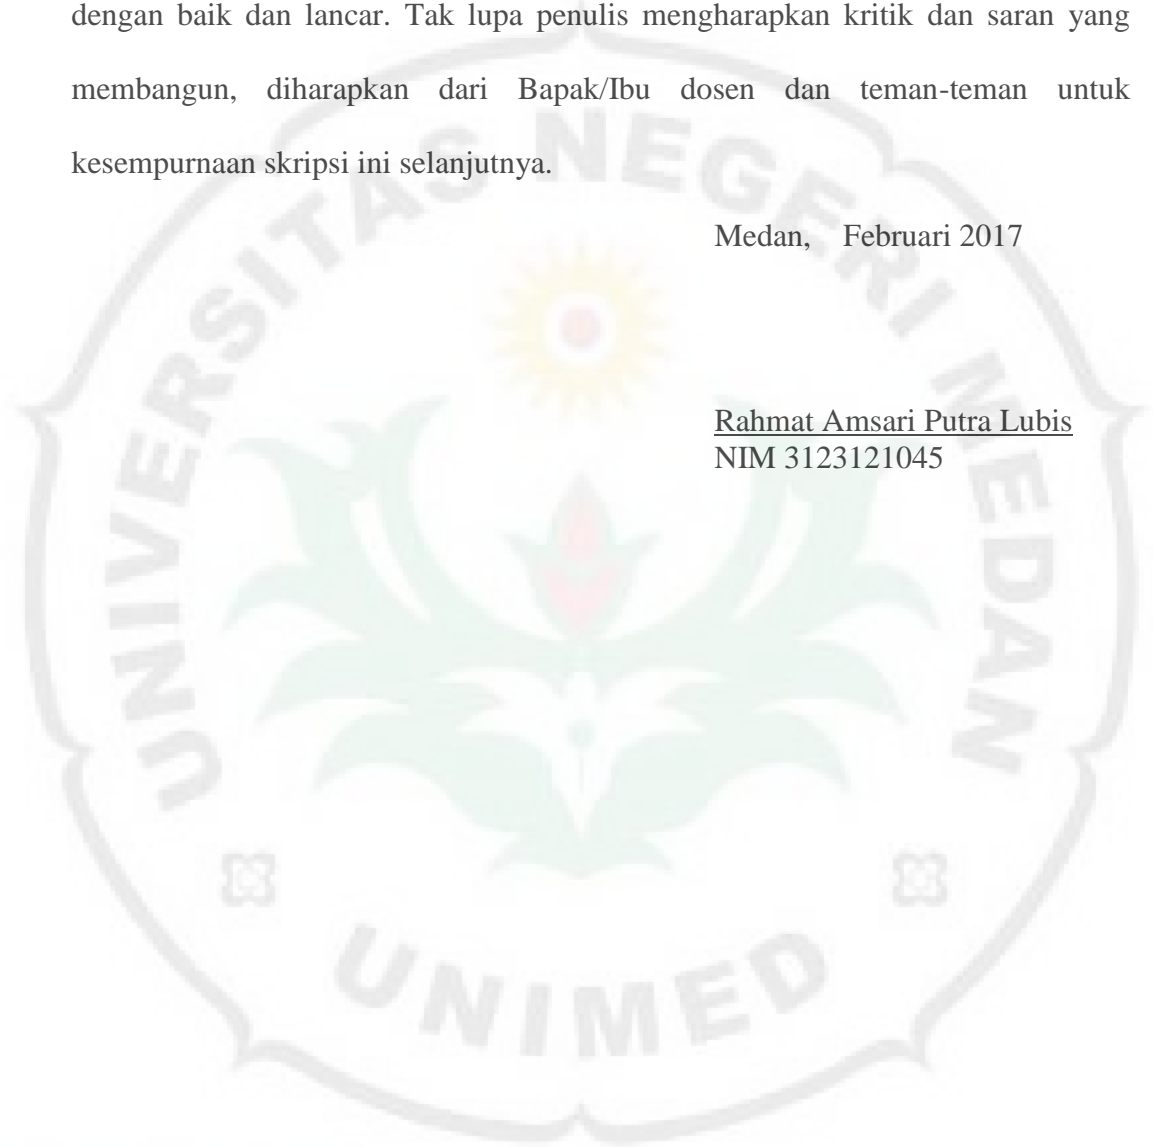 dengan baik dan lancar. Tak lupa penulis mengharapkan kritik dan saran yang
membangun, diharapkan dari Bapak/Ibu dosen dan teman-teman untuk
kesempurnaan skripsi ini selanjutnya.
Medan, Februari 2017
Rahmat Amsari Putra Lubis
NIM 3123121045
UNIVERSITAS NEGERI MEDAN
UNIMED